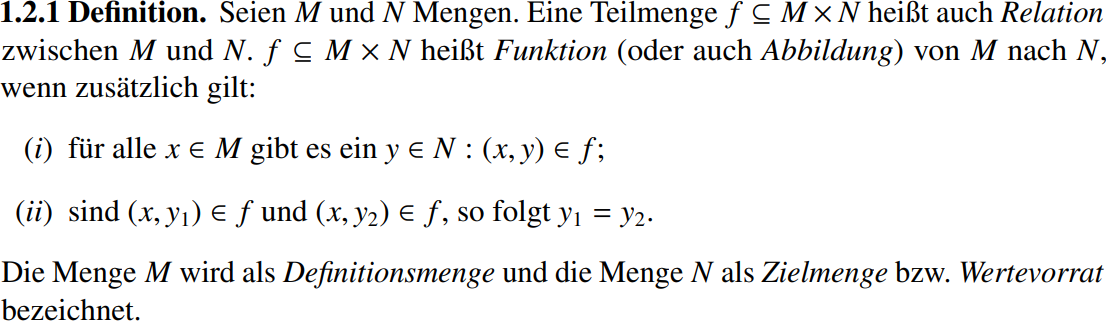 1.2.1 Definition. Seien M und N Mengen. Eine Teilmenge f ⊆ M × N heißt auch Relation
zwischen M und N. f ⊆ M × N heißt Funktion (oder auch Abbildung) von M nach N,
wenn zusätzlich gilt:
(i) für alle x ∈ M gibt es ein y ∈ N : (x, y) ∈ f;
(ii) sind (x, y₁) ∈ f und (x, y₂) ∈ f, so folgt y₁ = y₂.
Die Menge M wird als Definitionsmenge und die Menge N als Zielmenge bzw. Wertevorrat
bezeichnet.